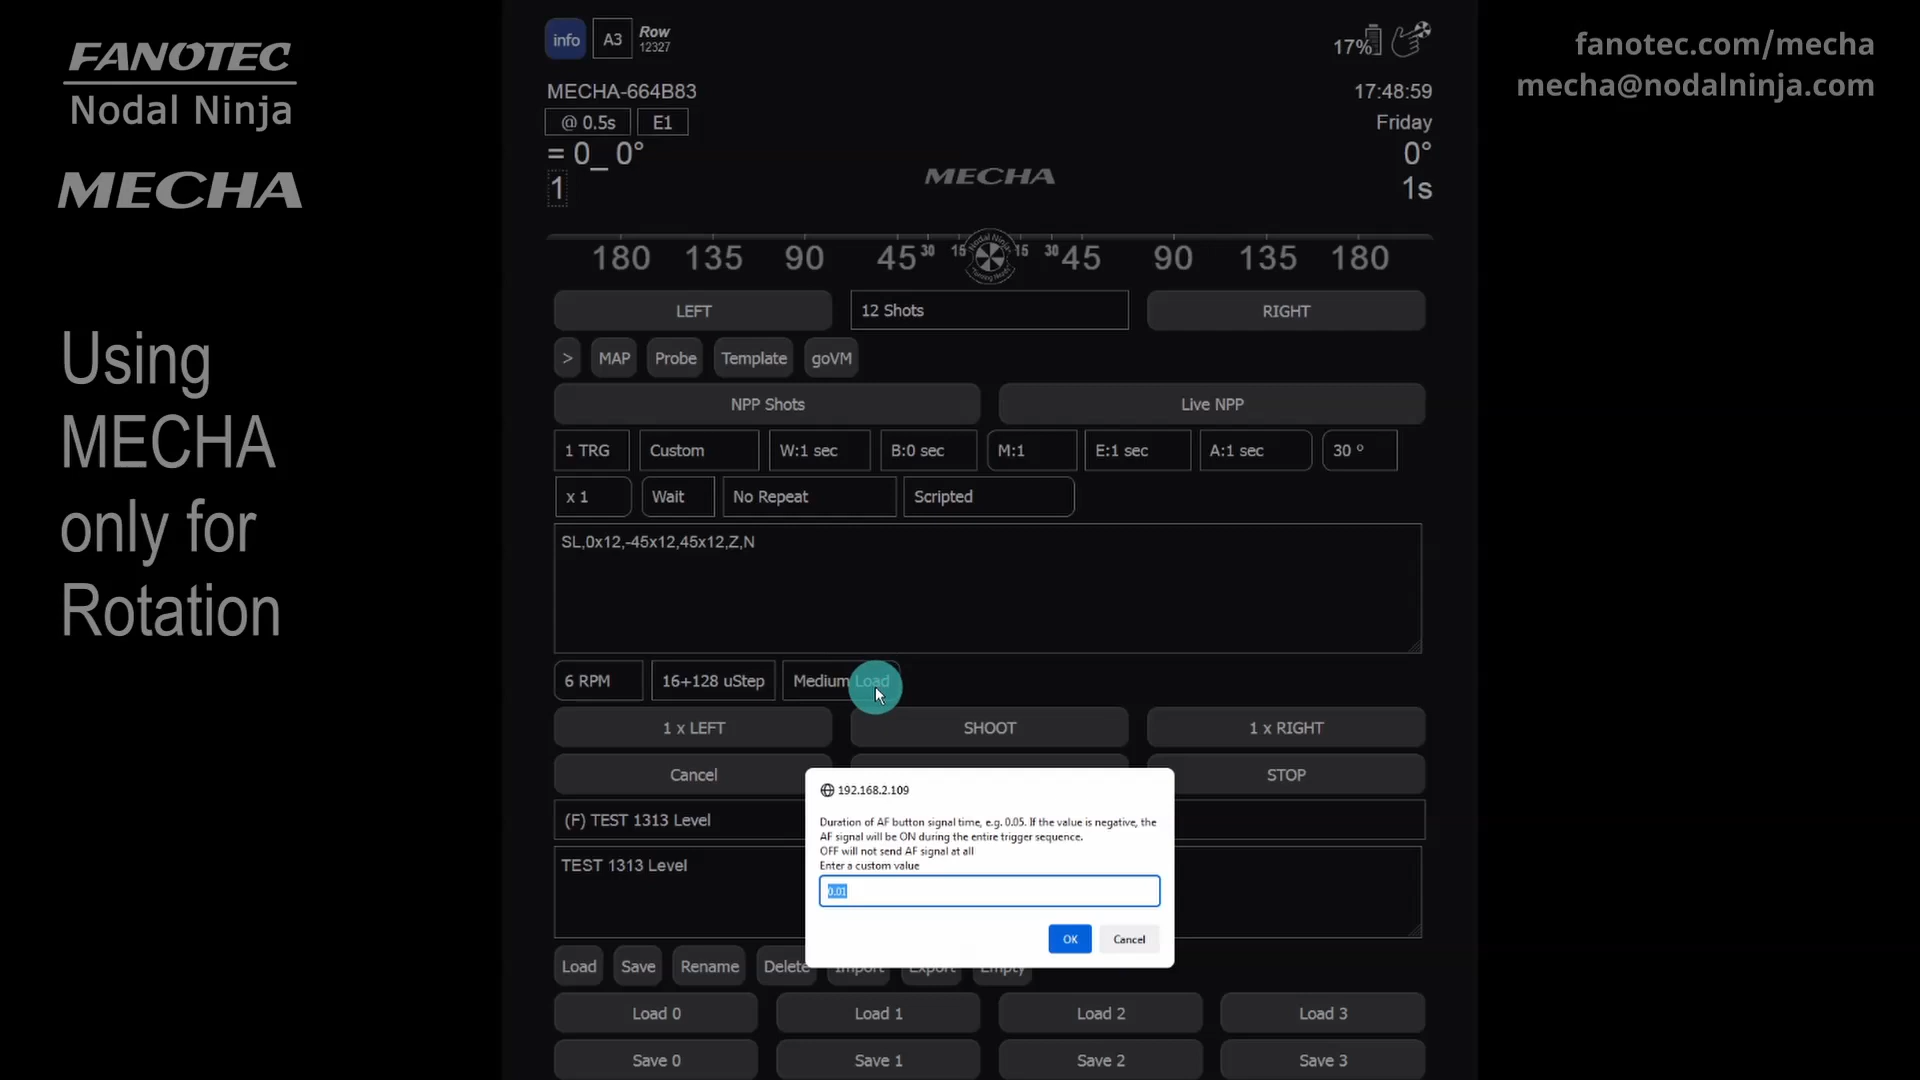 FANOTEC
Nodal Ninja
MECHA
Using
MECHA
only for
Rotation
info
A3
Row
12327
17%
MECHA-664B83
17:48:59
@ 0.5s
E1
Friday
= 0_ 0°
0°
MECHA
1
1s
180 135 90 45 30 15 15 30 45 90 135 180
Nodal Ninja
LEFT
12 Shots
RIGHT
>
MAP
Probe
Template
goVM
NPP Shots
Live NPP
1 TRG
Custom
W:1 sec
B:0 sec
M:1
E:1 sec
A:1 sec
30 º
x 1
Wait
No Repeat
Scripted
SL,0x12,-45x12,45x12,Z,N
6 RPM
16+128 uStep
Medium Load
1 x LEFT
SHOOT
1 x RIGHT
Cancel
STOP
192.168.2.109
Duration of AF button signal time, e.g. 0.05. If the value is negative, the
AF signal will be ON during the entire trigger sequence.
OFF will not send AF signal at all
Enter a custom value
0.01
OK
Cancel
(F) TEST 1313 Level
TEST 1313 Level
Load
Save
Rename
Delete
Import
Export
Empty
Load 0
Load 1
Load 2
Load 3
Save 0
Save 1
Save 2
Save 3
fanotec.com/mecha
mecha@nodalninja.com